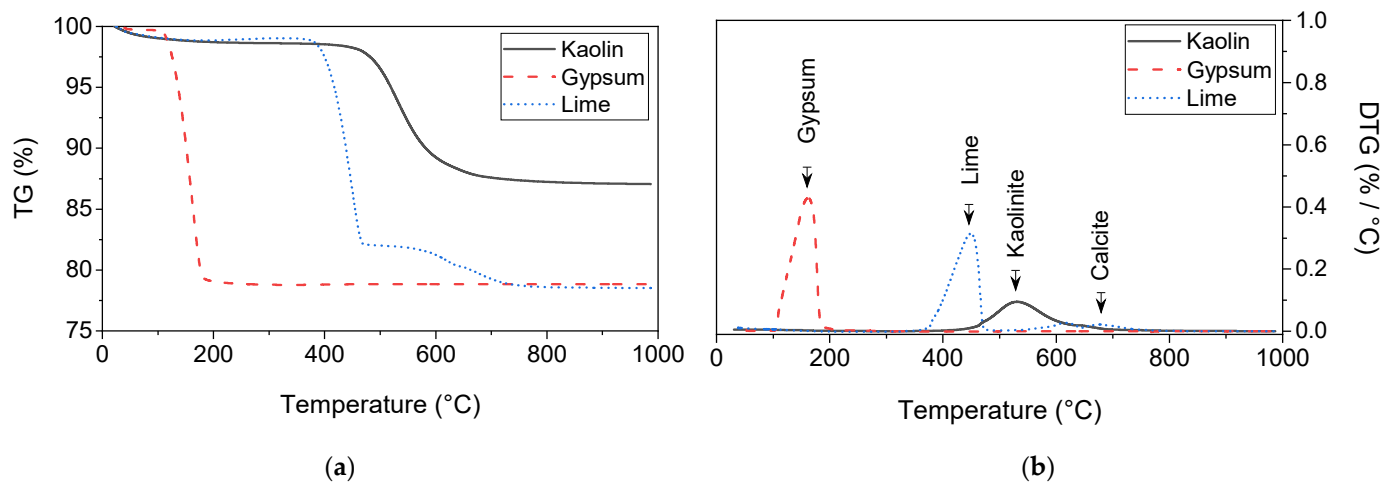 100
95
90
85
80
75
TG (%)
0
200
400
600
800
1000
Temperature (°C)
Kaolin
Gypsum
Lime
(a)
Gypsum
Lime
Kaolinite
Calcite
Kaolin
Gypsum
Lime
1.0
0.8
0.6
0.4
0.2
0.0
DTG (% / °C)
0
200
400
600
800
1000
Temperature (°C)
(b)